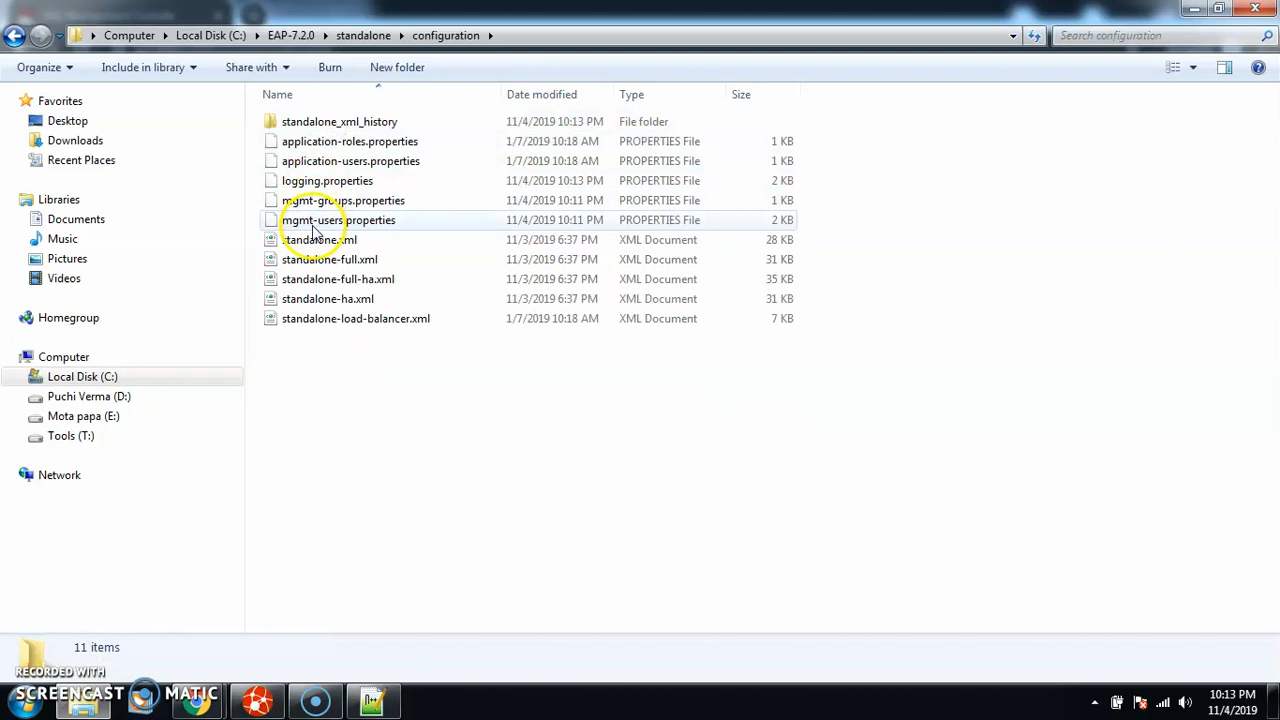 Computer Local Disk (C:) EAP-7.2.0 standalone configuration Search configuration
Organize Include in library Share with Burn New folder
Name Date modified Type Size
Favorites
Desktop
Downloads
Recent Places
Libraries
Documents
Music
Pictures
Videos
Homegroup
Computer
Local Disk (C:)
Puchi Verma (D:)
Mota papa (E:)
Tools (T:)
Network
standalone_xml_history 11/4/2019 10:13 PM File folder
application-roles.properties 1/7/2019 10:18 AM PROPERTIES File 1 KB
application-users.properties 1/7/2019 10:18 AM PROPERTIES File 1 KB
logging.properties 11/4/2019 10:13 PM PROPERTIES File 2 KB
mgmt-groups.properties 11/4/2019 10:11 PM PROPERTIES File 1 KB
mgmt-users.properties 11/4/2019 10:11 PM PROPERTIES File 2 KB
standalone.xml 11/3/2019 6:37 PM XML Document 28 KB
standalone-full.xml 11/3/2019 6:37 PM XML Document 31 KB
standalone-full-ha.xml 11/3/2019 6:37 PM XML Document 35 KB
standalone-ha.xml 11/3/2019 6:37 PM XML Document 31 KB
standalone-load-balancer.xml 1/7/2019 10:18 AM XML Document 7 KB
11 items
RECORDED WITH
SCREENCAST MATIC
10:13 PM
11/4/2019